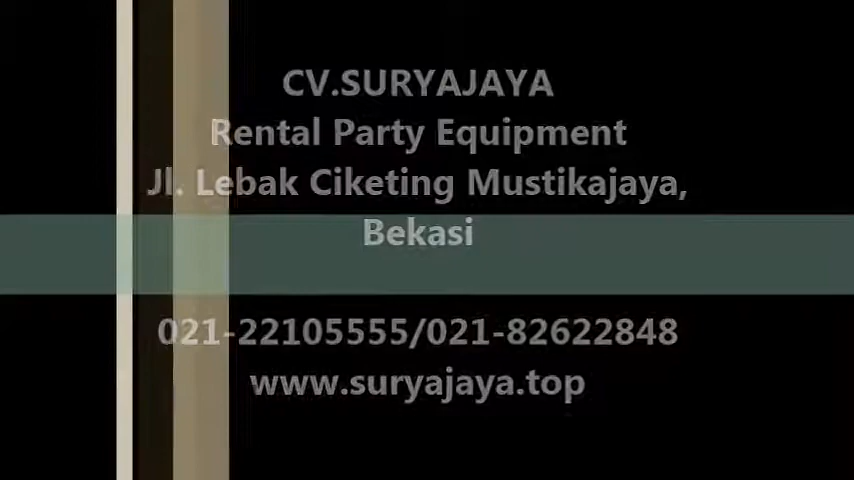 CV.SURYAJAYA
Rental Party Equipment
Jl. Lebak Ciketing Mustikajaya,
Bekasi
021-22105555/021-82622848
www.suryajaya.top